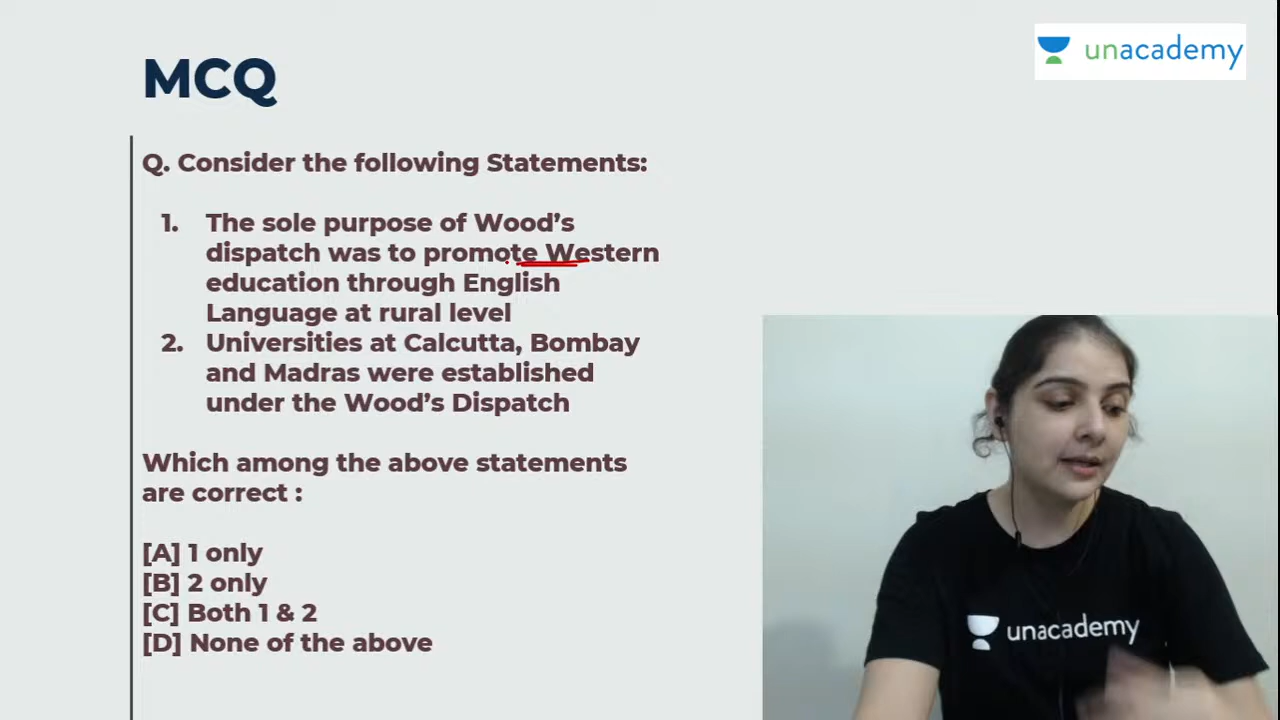 unacademy
MCQ
Q. Consider the following Statements:
1. The sole purpose of Wood’s
dispatch was to promote Western
education through English
Language at rural level
2. Universities at Calcutta, Bombay
and Madras were established
under the Wood’s Dispatch
Which among the above statements
are correct :
[A] 1 only
[B] 2 only
[C] Both 1 & 2
[D] None of the above
unacademy